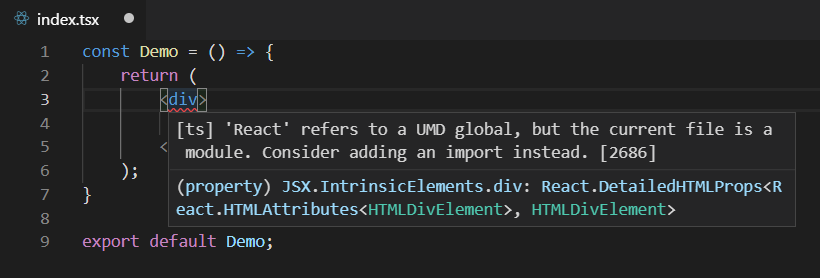 index.tsx
1 const Demo = () => {
2 return (
3 <div>
[ts] 'React' refers to a UMD global, but the current file is a
4
module. Consider adding an import instead. [2686]
5 <
6 );
(property) JSX.IntrinsicElements.div: React.DetailedHTMLProps<R
7 }
eact.HTMLAttributes<HTMLDivElement>, HTMLDivElement>
8
9 export default Demo;